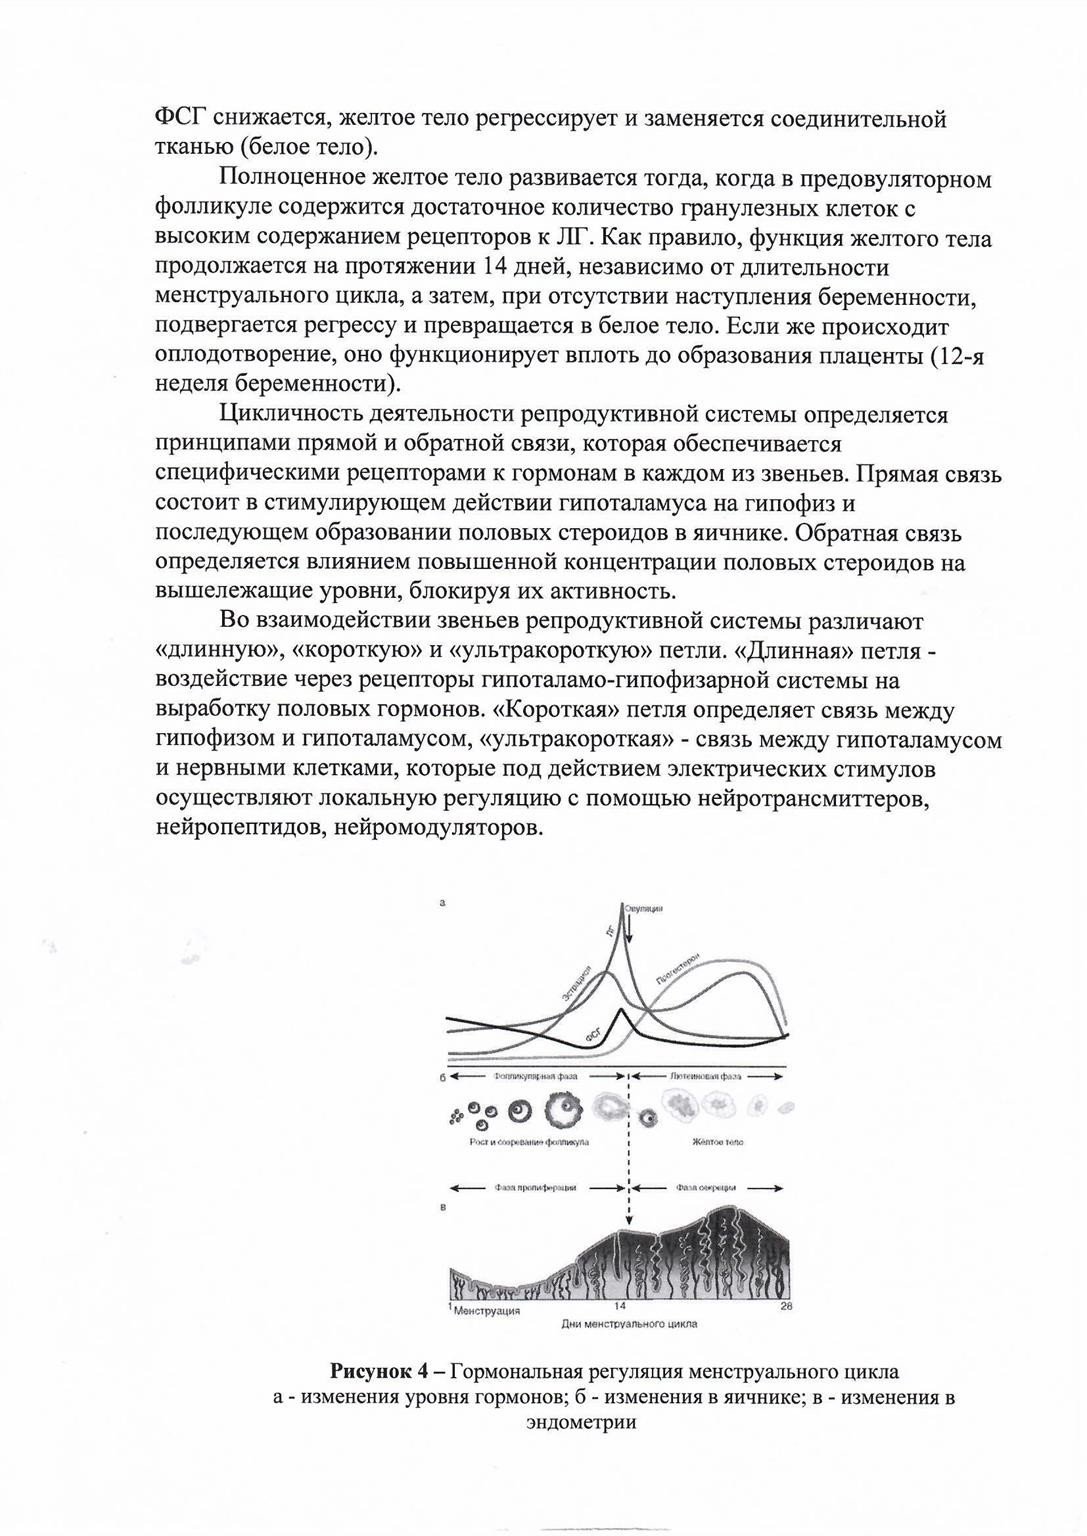 ФСГ снижается, желтое тело регрессирует и заменяется соединительной
тканью (белое тело).
Полноценное желтое тело развивается тогда, когда в предовуляторном
фолликуле содержится достаточное количество гранулезных клеток с
высоким содержанием рецепторов к ЛГ. Как правило, функция желтого тела
продолжается на протяжении 14 дней, независимо от длительности
менструального цикла, а затем, при отсутствии наступления беременности,
подвергается регрессу и превращается в белое тело. Если же происходит
оплодотворение, оно функционирует вплоть до образования плаценты (12-я
неделя беременности).
Цикличность деятельности репродуктивной системы определяется
принципами прямой и обратной связи, которая обеспечивается
специфическими рецепторами к гормонам в каждом из звеньев. Прямая связь
состоит в стимулирующем действии гипоталамуса на гипофиз и
последующем образовании половых стероидов в яичнике. Обратная связь
определяется влиянием повышенной концентрации половых стероидов на
вышележащие уровни, блокируя их активность.
Во взаимодействии звеньев репродуктивной системы различают
«длинную», «короткую» и «ультракороткую» петли. «Длинная» петля -
воздействие через рецепторы гипоталамо-гипофизарной системы на
выработку половых гормонов. «Короткая» петля определяет связь между
гипофизом и гипоталамусом, «ультракороткая» - связь между гипоталамусом
и нервными клетками, которые под действием электрических стимулов
осуществляют локальную регуляцию с помощью нейротрансмиттеров,
нейропептидов, нейромодуляторов.
а
Овуляция
ЛГ
Эстрадиол
Прогестерон
ФСГ
б Фолликулярная фаза Лютеиновая фаза
Рост и созревание фолликула Желтое тело
Фаза пролиферации Фаза секреции
в
1 Менструация 14 28
Дни менструального цикла
Рисунок 4 – Гормональная регуляция менструального цикла
а - изменения уровня гормонов; б - изменения в яичнике; в - изменения в
эндометрии